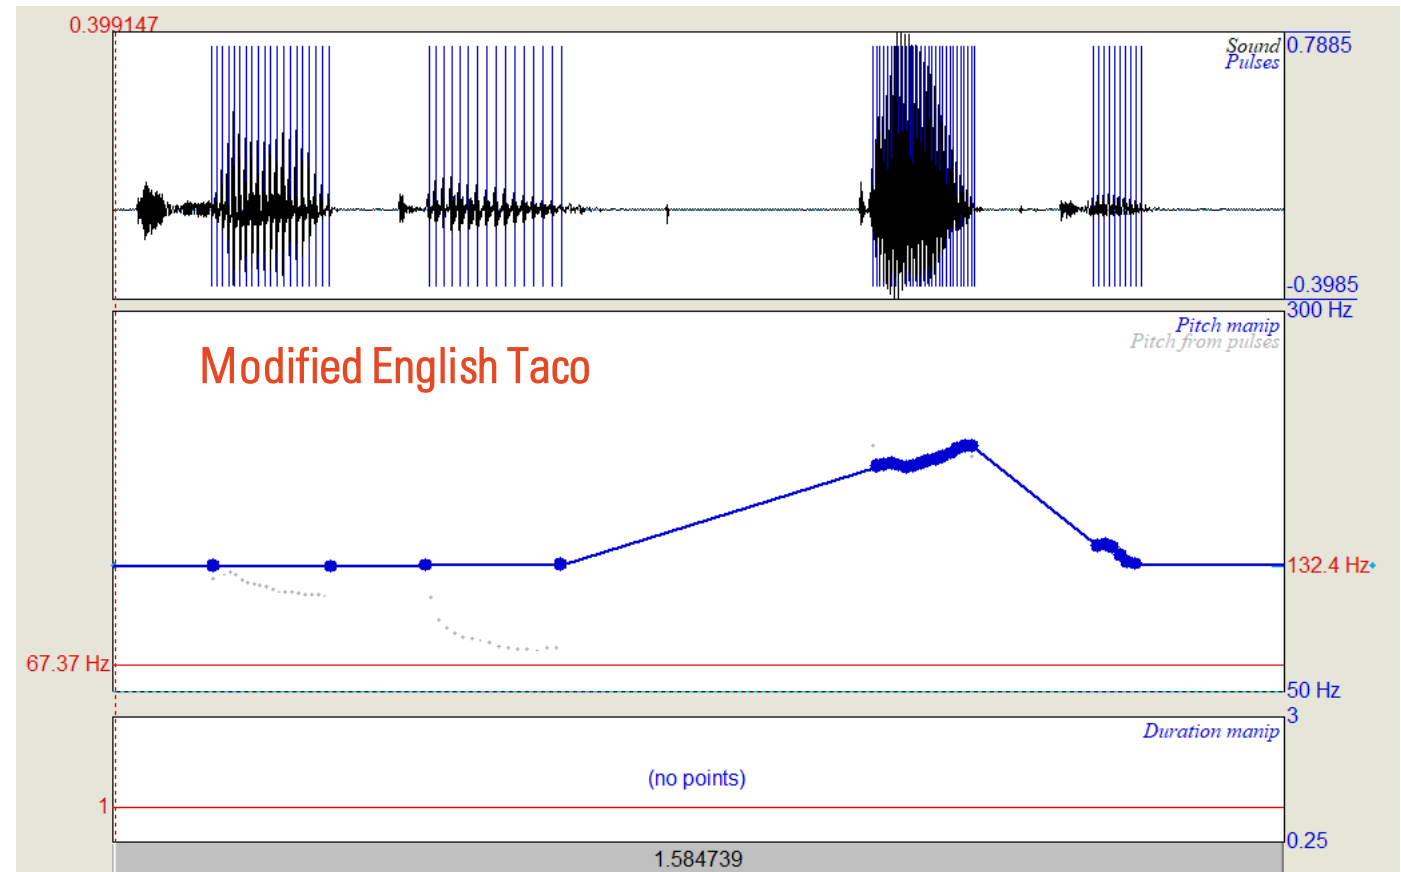 0.399147
Sound
0.7885
Pulses
-0.3985
300 Hz
Pitch manip
Pitch from pulses
Modified English Taco
132.4 Hz
67.37 Hz
50 Hz
3
Duration manip
(no points)
1
0.25
1.584739